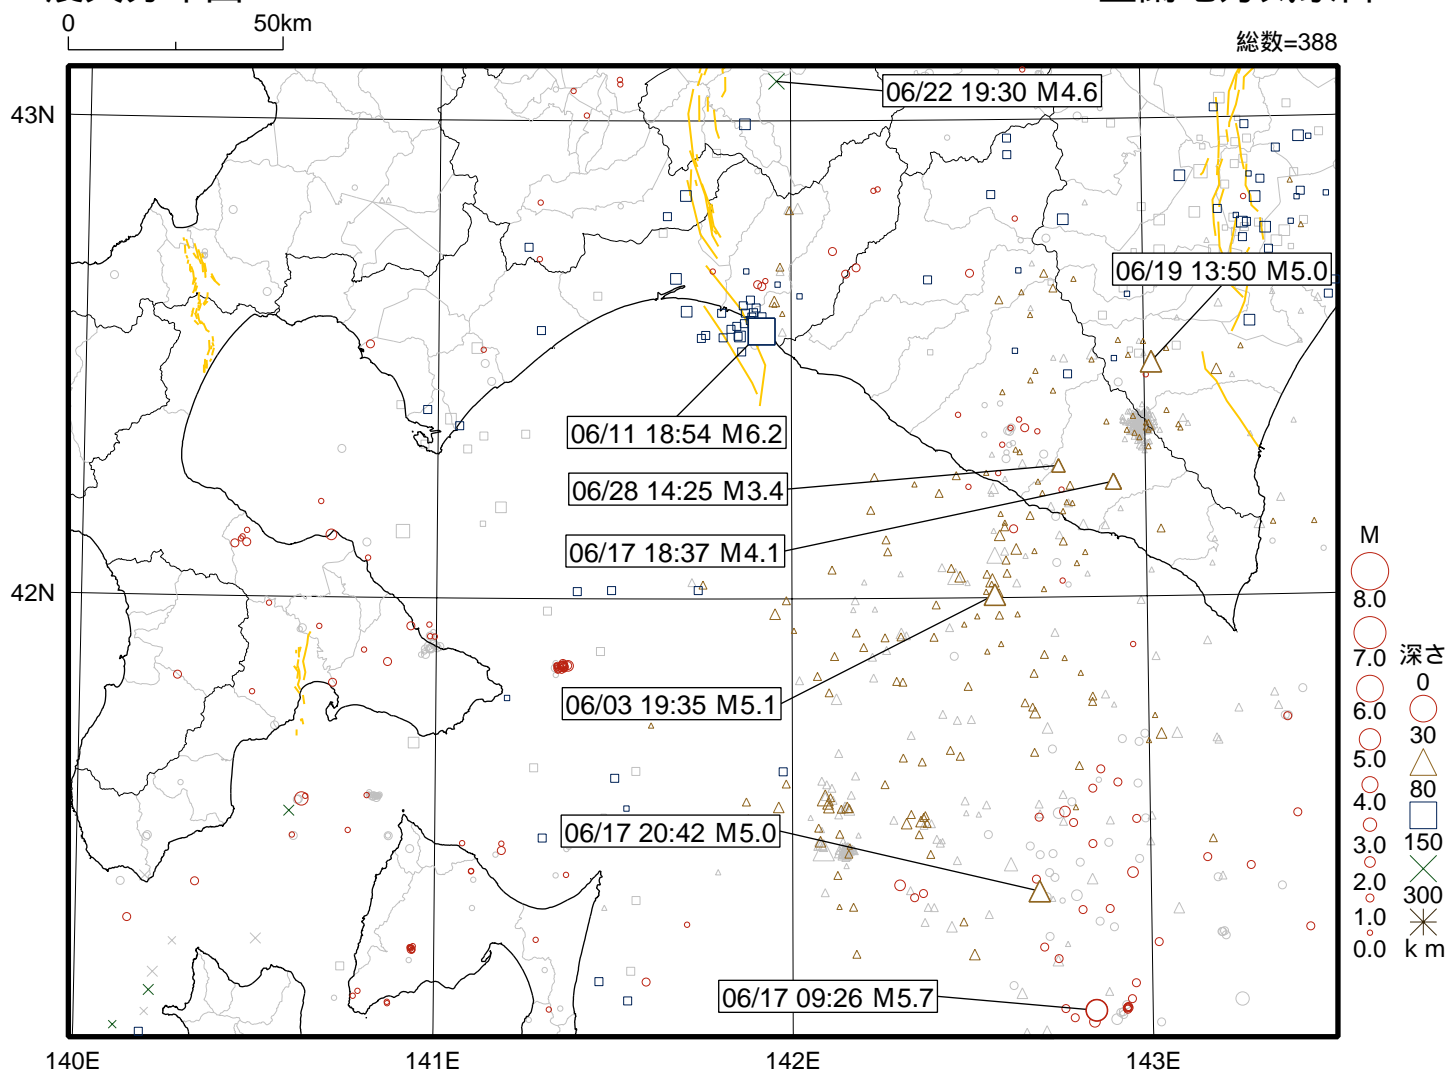 0 50km
総数=388
43N
42N
140E 141E 142E 143E
06/22 19:30 M4.6
06/19 13:50 M5.0
06/11 18:54 M6.2
06/28 14:25 M3.4
06/17 18:37 M4.1
06/03 19:35 M5.1
06/17 20:42 M5.0
06/17 09:26 M5.7
M
8.0
7.0
6.0
5.0
4.0
3.0
2.0
1.0
0.0
深さ
0
30
80
150
300
km